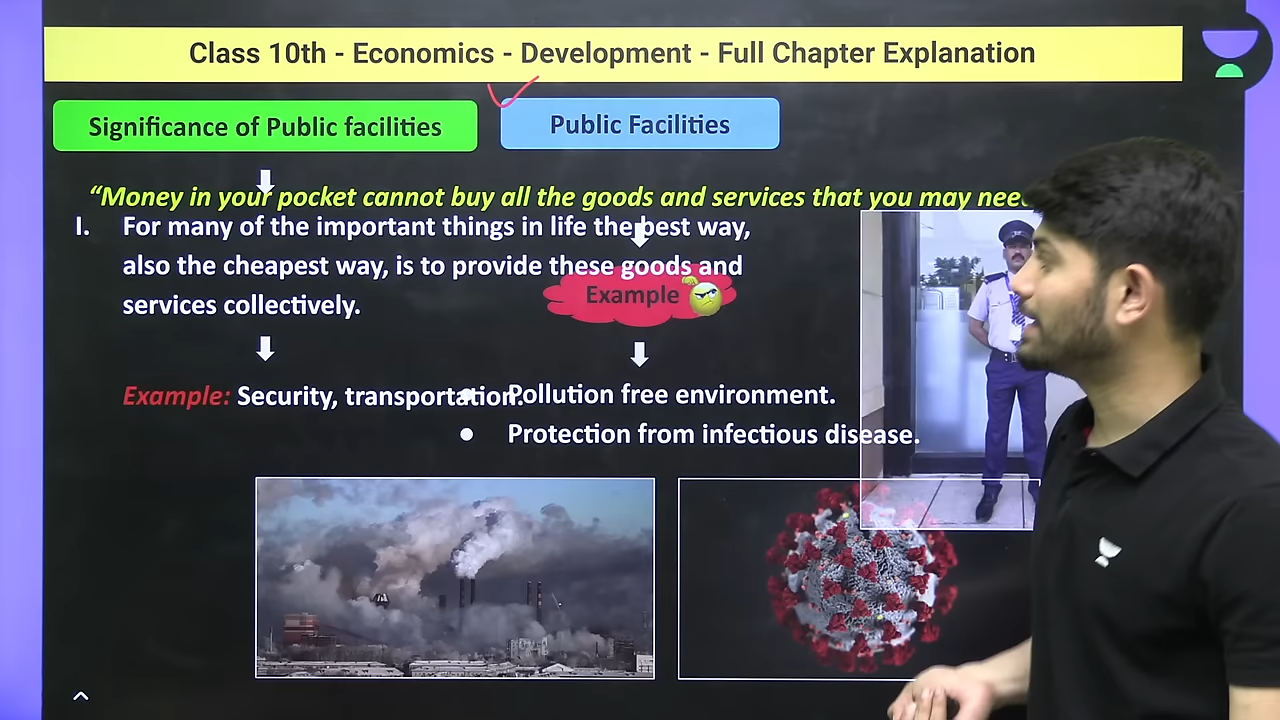 Class 10th - Economics - Development - Full Chapter Explanation
Significance of Public facilities
Public Facilities
“Money in your pocket cannot buy all the goods and services that you may
I. For many of the important things in life the best way,
also the cheapest way, is to provide these goods and
services collectively.
Example
Example: Security, transportation.
● Pollution free environment.
● Protection from infectious disease.